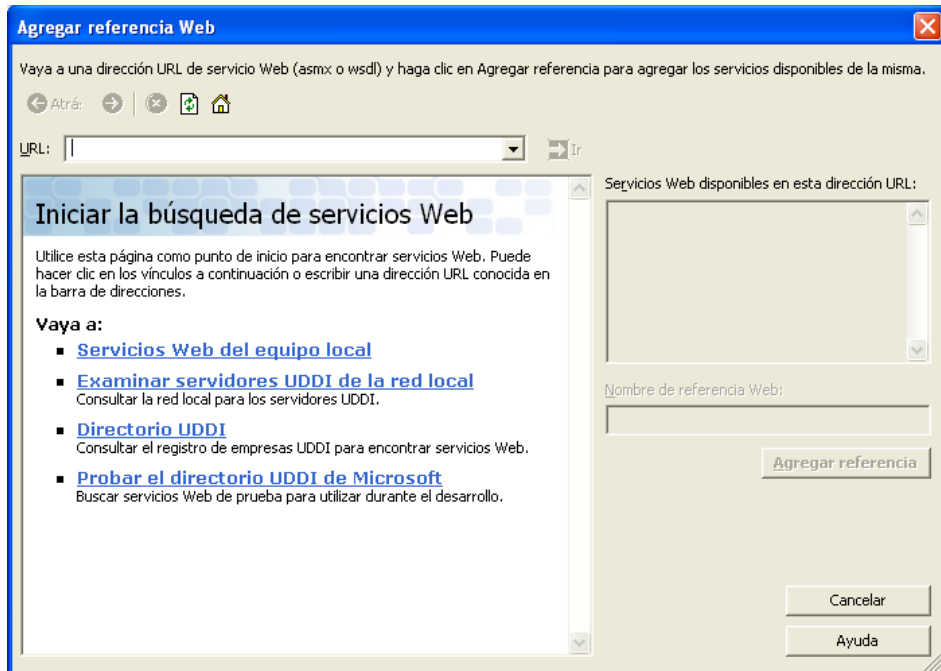 Agregar referencia Web
Vaya a una dirección URL de servicio Web (asmx o wsdl) y haga clic en Agregar referencia para agregar los servicios disponibles de la misma.
Atrás
URL:
Ir
Iniciar la búsqueda de servicios Web
Utilice esta página como punto de inicio para encontrar servicios Web. Puede
hacer clic en los vínculos a continuación o escribir una dirección URL conocida en
la barra de direcciones.
Vaya a:
Servicios Web del equipo local
Examinar servidores UDDI de la red local
Consultar la red local para los servidores UDDI.
Directorio UDDI
Consultar el registro de empresas UDDI para encontrar servicios Web.
Probar el directorio UDDI de Microsoft
Buscar servicios Web de prueba para utilizar durante el desarrollo.
Servicios Web disponibles en esta dirección URL:
Nombre de referencia Web:
Agregar referencia
Cancelar
Ayuda